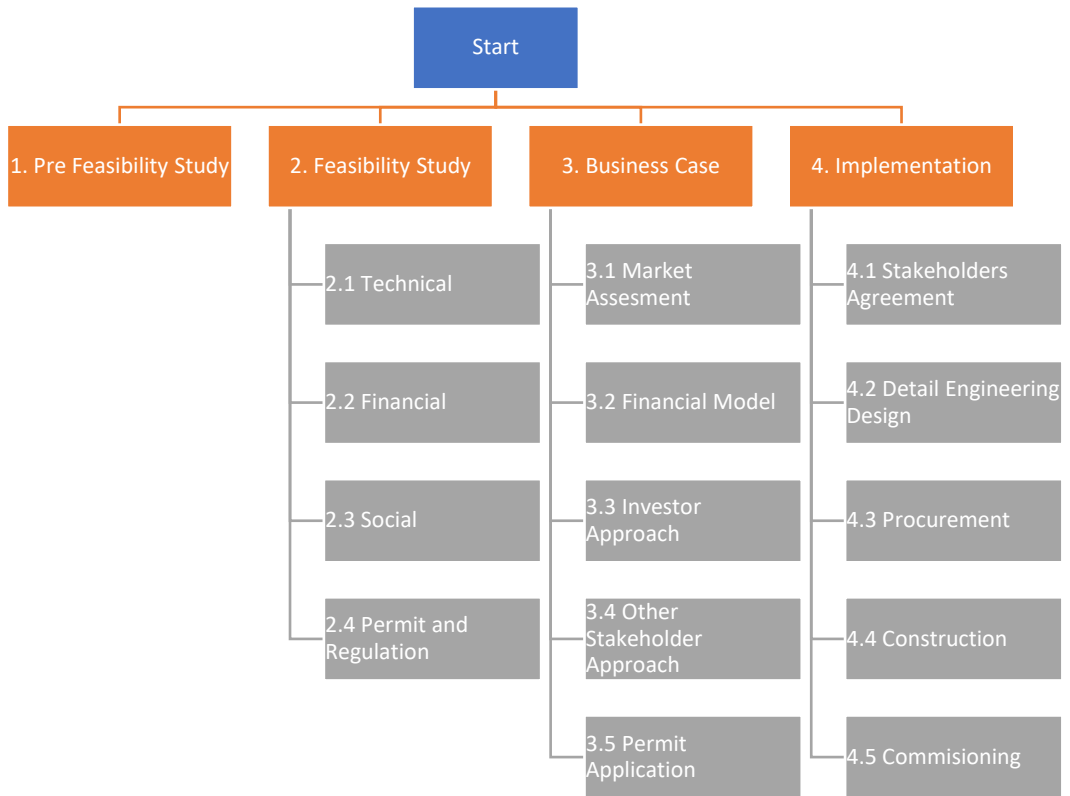 Start
1. Pre Feasibility Study
2. Feasibility Study
3. Business Case
4. Implementation
2.1 Technical
2.2 Financial
2.3 Social
2.4 Permit and
Regulation
3.1 Market
Assesment
3.2 Financial Model
3.3 Investor
Approach
3.4 Other
Stakeholder
Approach
3.5 Permit
Application
4.1 Stakeholders
Agreement
4.2 Detail Engineering
Design
4.3 Procurement
4.4 Construction
4.5 Commisioning